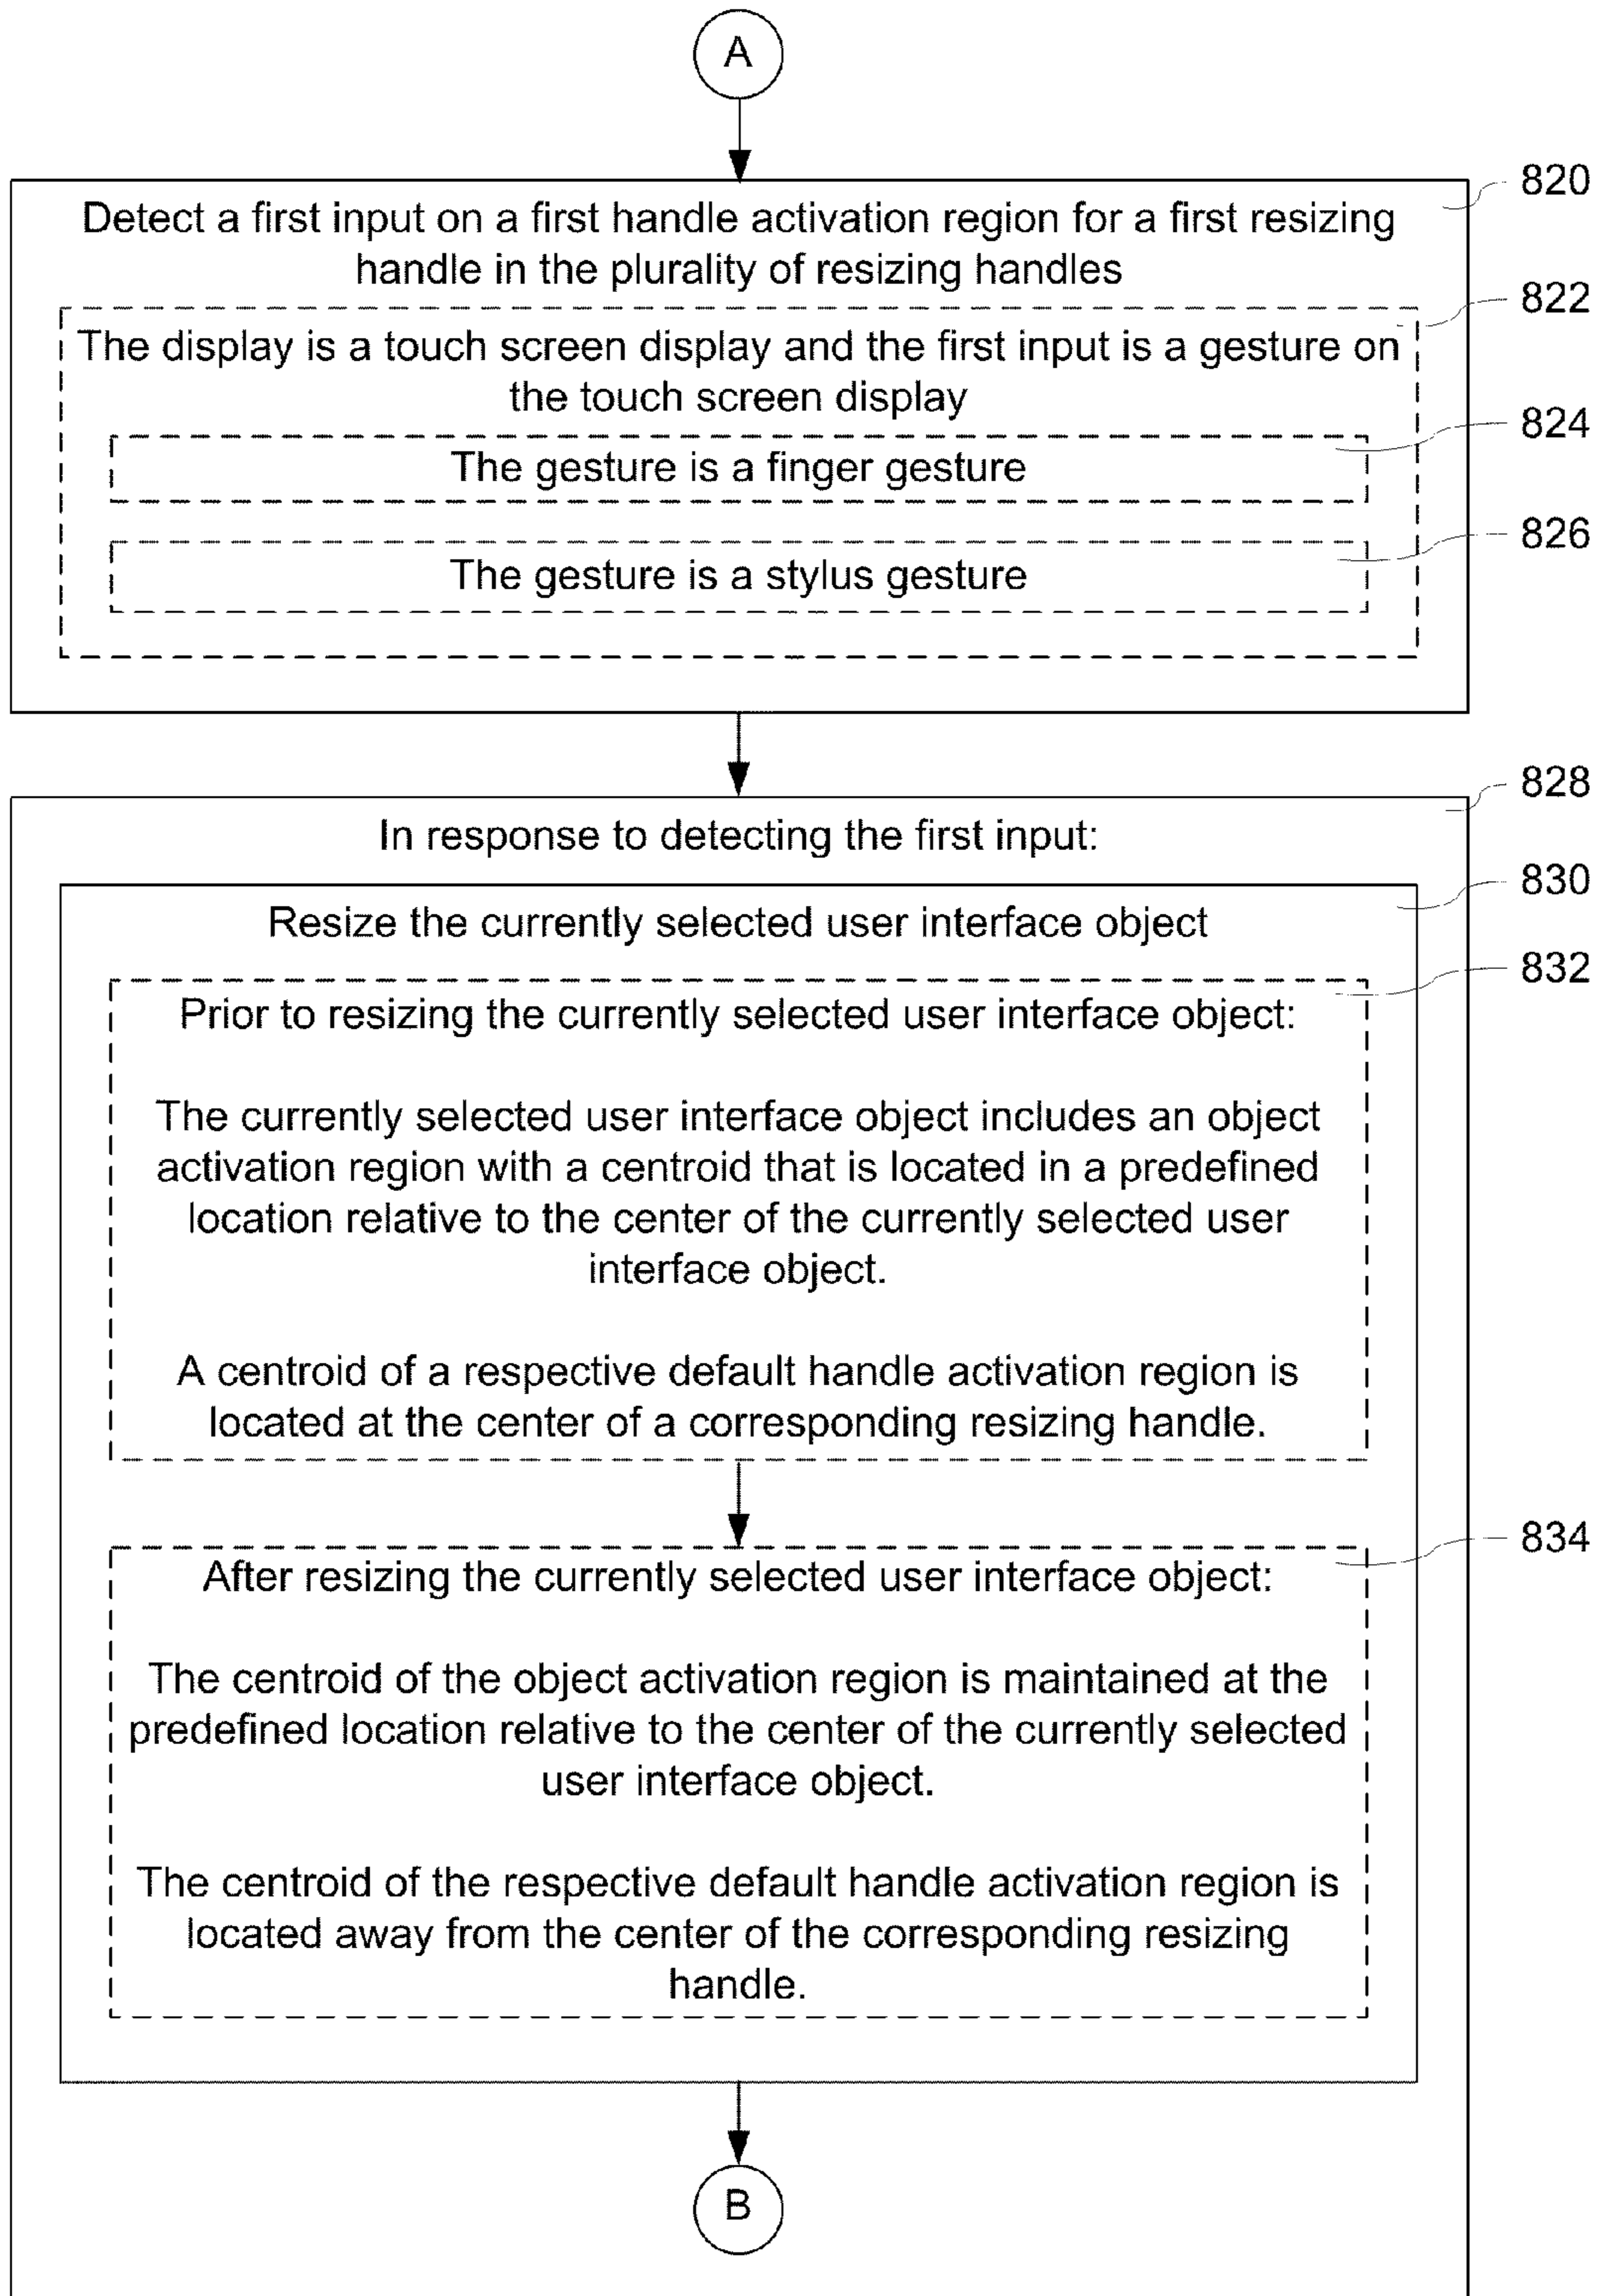 A
820
Detect a first input on a first handle activation region for a first resizing
handle in the plurality of resizing handles
822
The display is a touch screen display and the first input is a gesture on
the touch screen display
824
The gesture is a finger gesture
826
The gesture is a stylus gesture
828
In response to detecting the first input:
830
Resize the currently selected user interface object
832
Prior to resizing the currently selected user interface object:
The currently selected user interface object includes an object
activation region with a centroid that is located in a predefined
location relative to the center of the currently selected user
interface object.
A centroid of a respective default handle activation region is
located at the center of a corresponding resizing handle.
834
After resizing the currently selected user interface object:
The centroid of the object activation region is maintained at the
predefined location relative to the center of the currently selected
user interface object.
The centroid of the respective default handle activation region is
located away from the center of the corresponding resizing
handle.
B